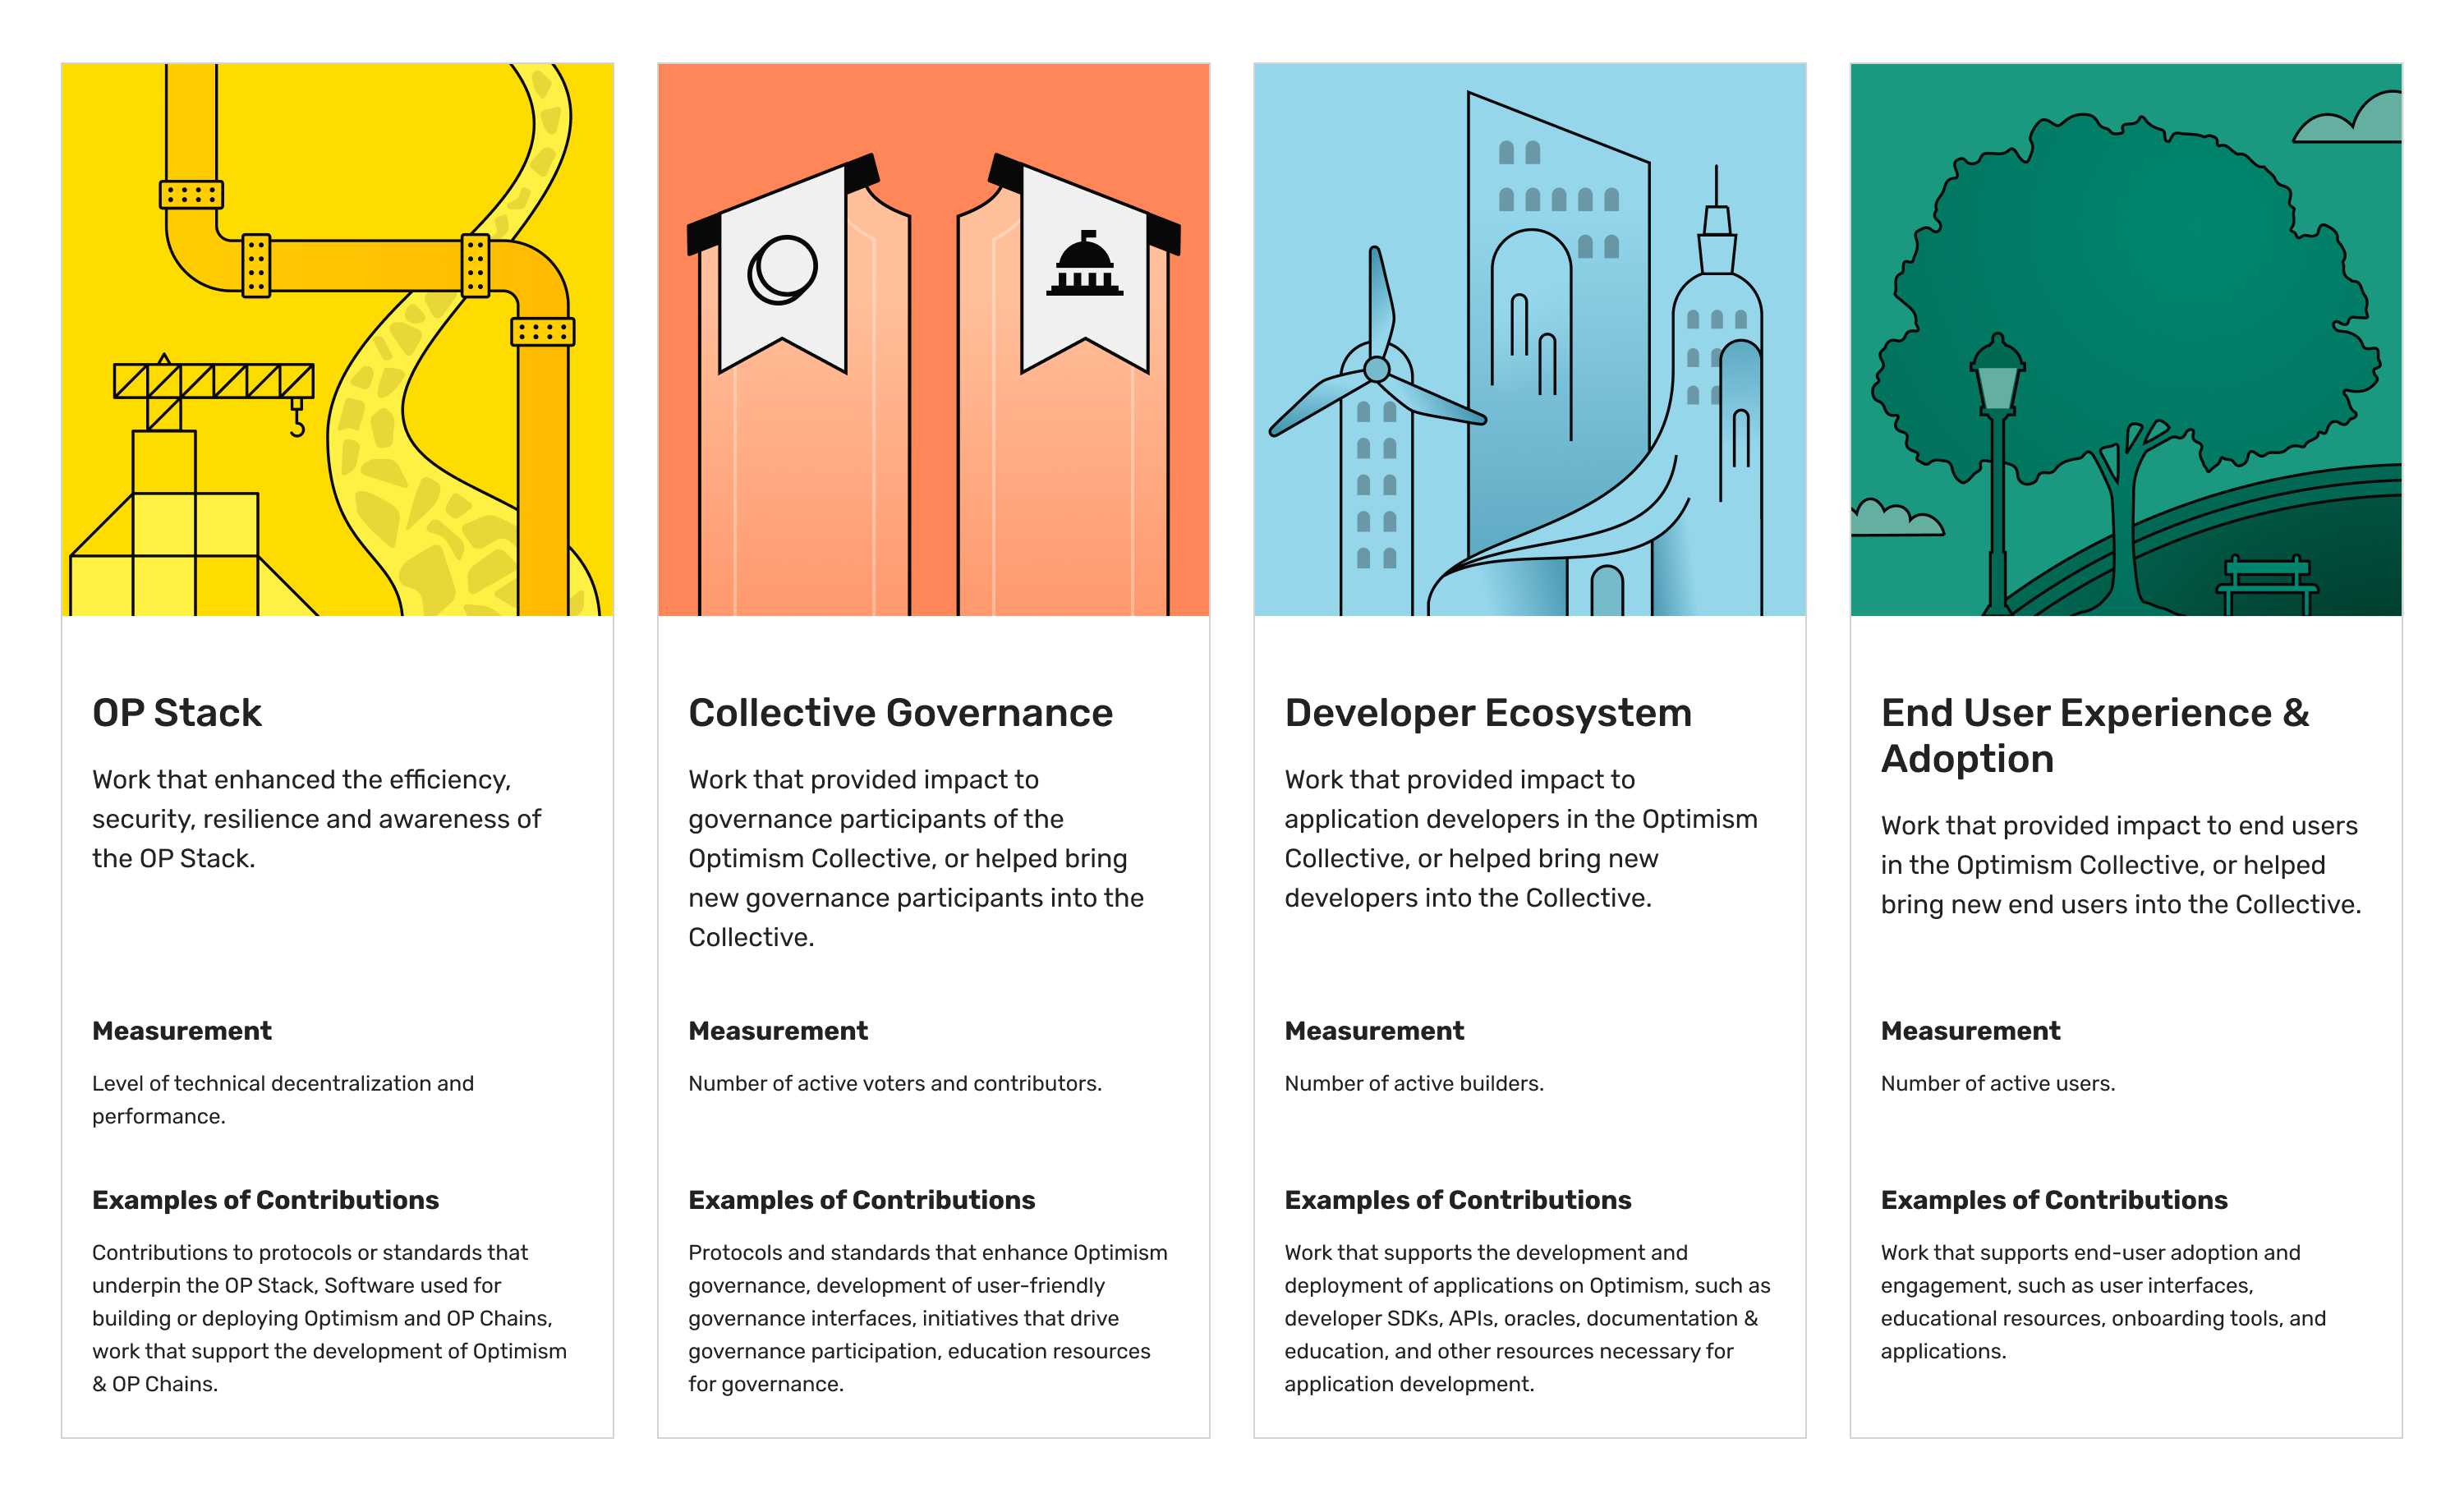 OP Stack
Work that enhanced the efficiency,
security, resilience and awareness of
the OP Stack.
Measurement
Level of technical decentralization and
performance.
Examples of Contributions
Contributions to protocols or standards that
underpin the OP Stack, Software used for
building or deploying Optimism and OP Chains,
work that support the development of Optimism
& OP Chains.
Collective Governance
Work that provided impact to
governance participants of the
Optimism Collective, or helped bring
new governance participants into the
Collective.
Measurement
Number of active voters and contributors.
Examples of Contributions
Protocols and standards that enhance Optimism
governance, development of user-friendly
governance interfaces, initiatives that drive
governance participation, education resources
for governance.
Developer Ecosystem
Work that provided impact to
application developers in the Optimism
Collective, or helped bring new
developers into the Collective.
Measurement
Number of active builders.
Examples of Contributions
Work that supports the development and
deployment of applications on Optimism, such as
developer SDKs, APIs, oracles, documentation &
education, and other resources necessary for
application development.
End User Experience &
Adoption
Work that provided impact to end users
in the Optimism Collective, or helped
bring new end users into the Collective.
Measurement
Number of active users.
Examples of Contributions
Work that supports end-user adoption and
engagement, such as user interfaces,
educational resources, onboarding tools, and
applications.